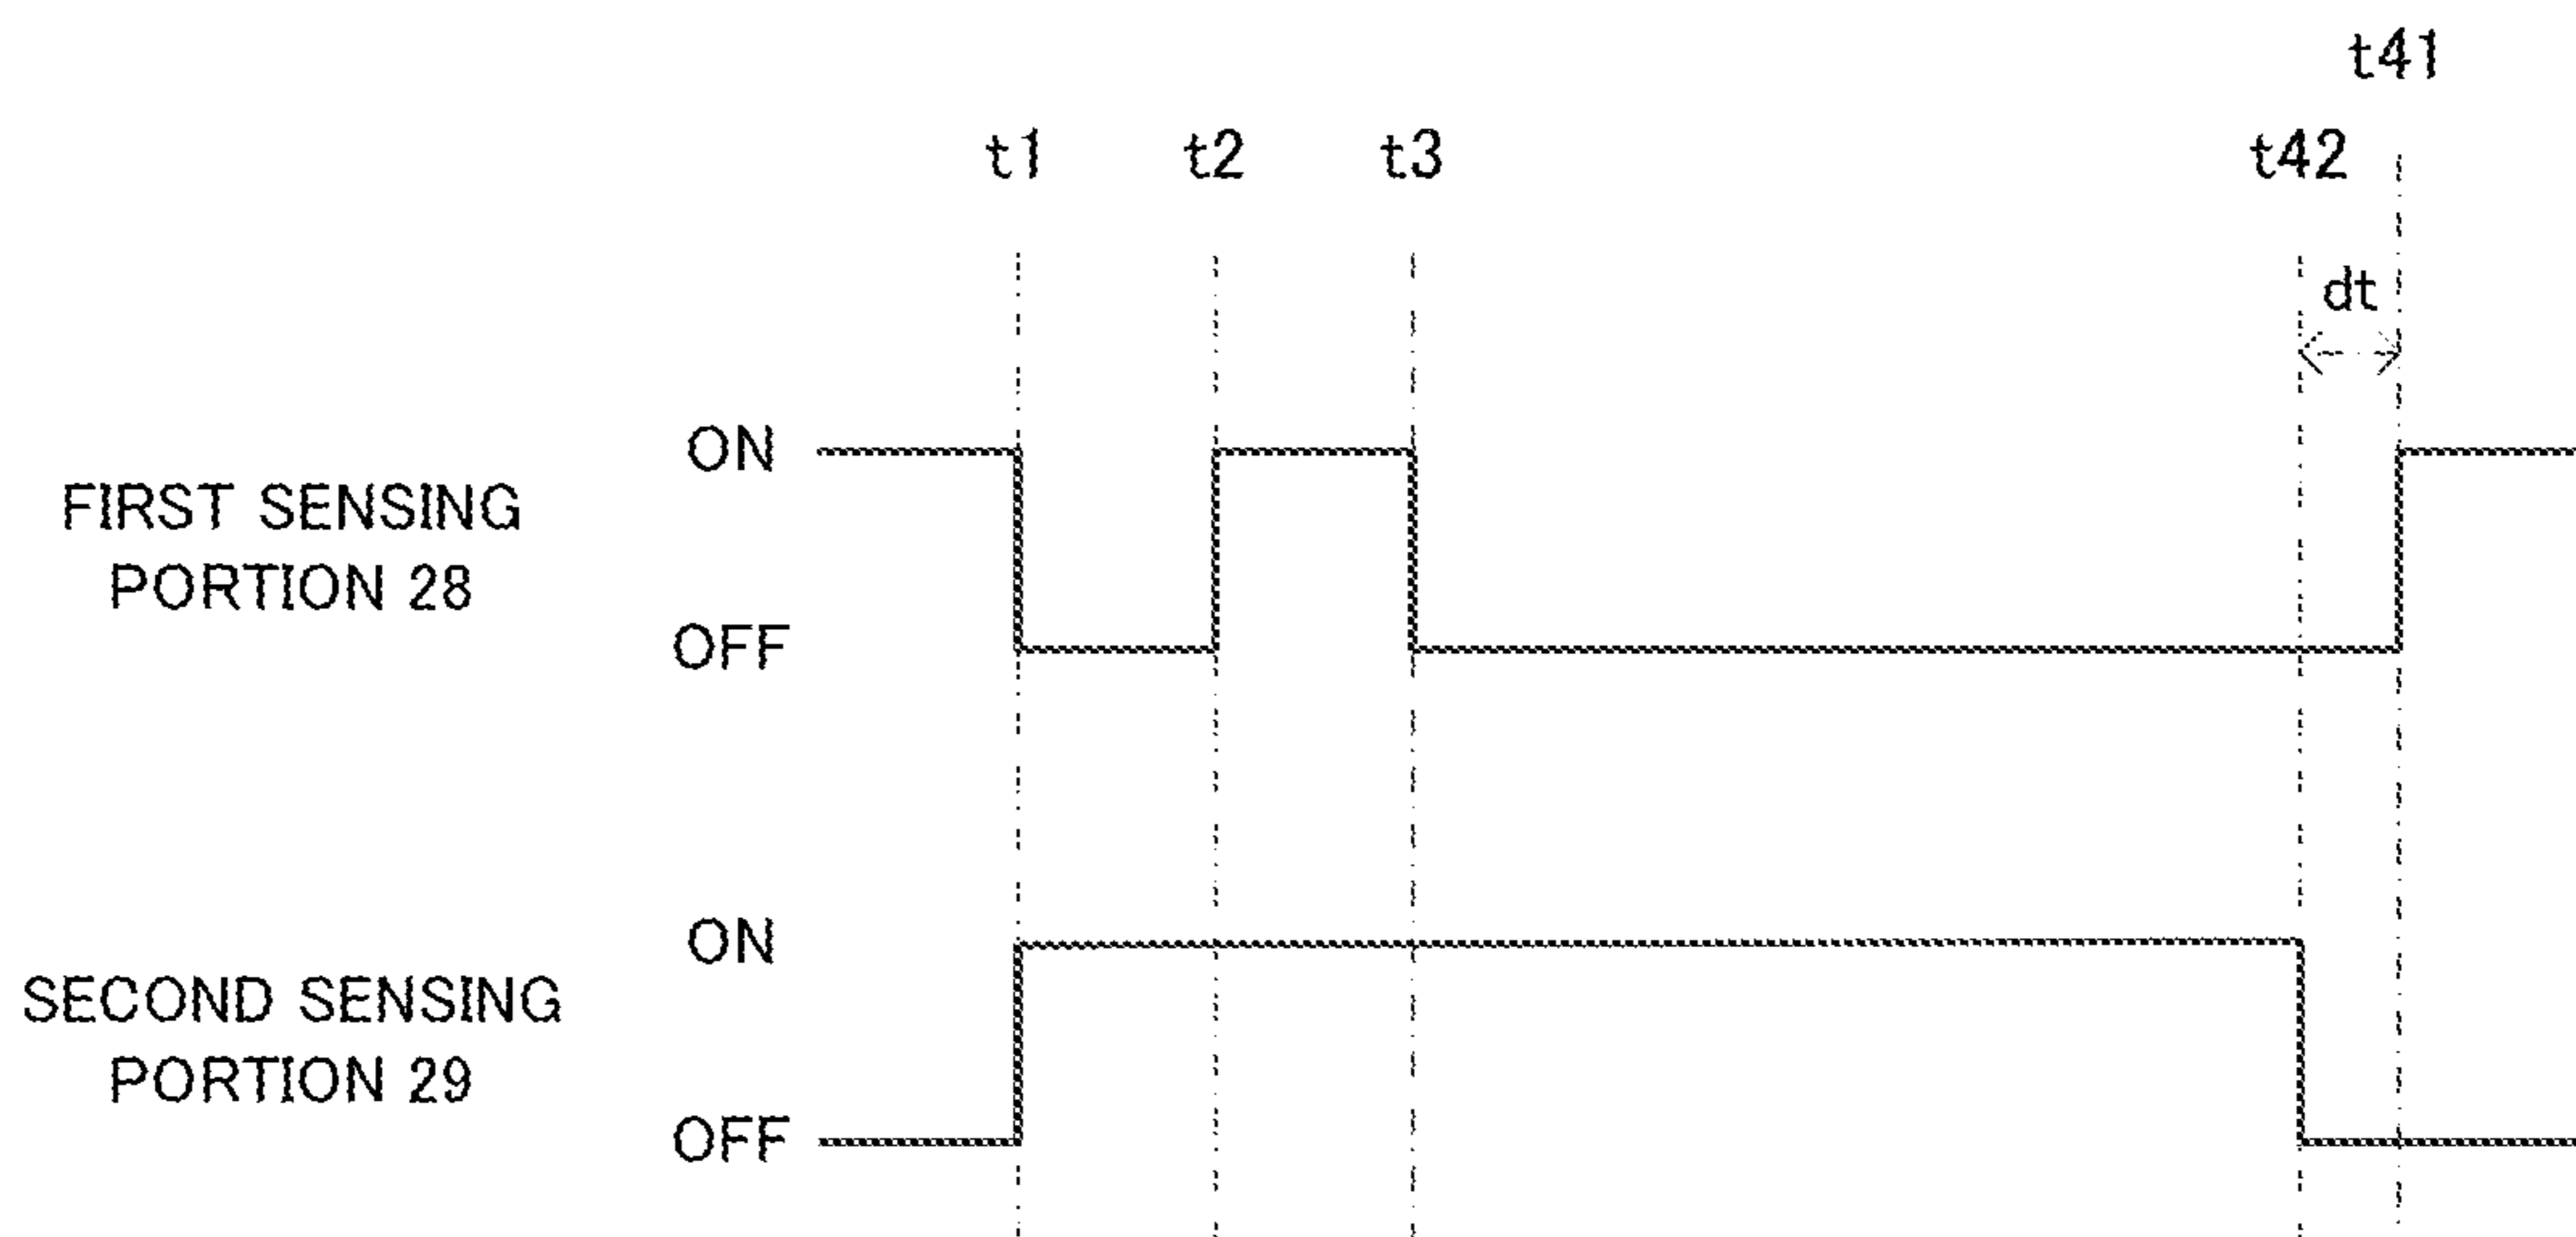 t41
t1 t2 t3 t42
dt
ON
FIRST SENSING
PORTION 28
OFF
ON
SECOND SENSING
PORTION 29
OFF